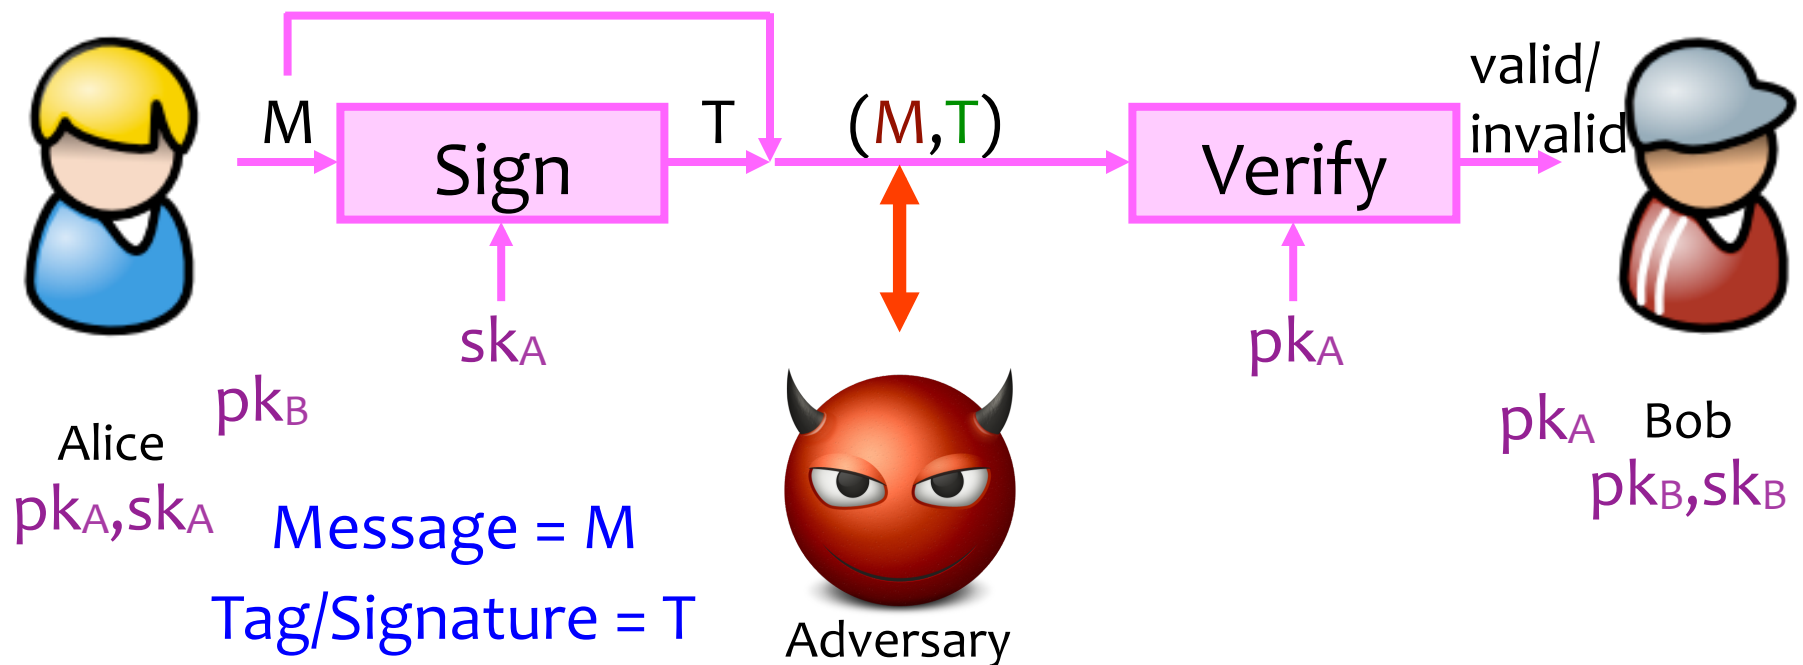 valid/
invalid
M
Sign
T
(M,T)
Verify
skA
pkA
pkB
Alice
pkA,skA
pkA
Bob
pkB,skB
Message = M
Tag/Signature = T
Adversary